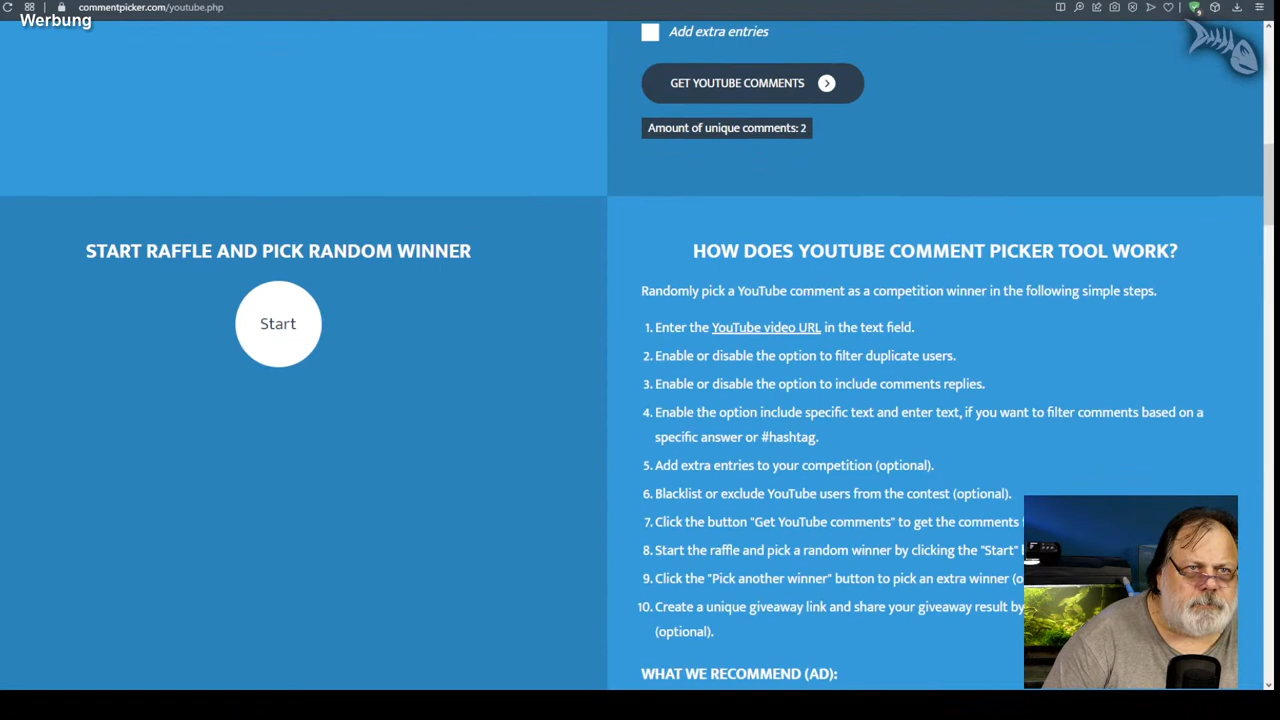 commentpicker.com/youtube.php
Werbung
Add extra entries
GET YOUTUBE COMMENTS
Amount of unique comments: 2
START RAFFLE AND PICK RANDOM WINNER
Start
HOW DOES YOUTUBE COMMENT PICKER TOOL WORK?
Randomly pick a YouTube comment as a competition winner in the following simple steps.
1. Enter the YouTube video URL in the text field.
2. Enable or disable the option to filter duplicate users.
3. Enable or disable the option to include comments replies.
4. Enable the option include specific text and enter text, if you want to filter comments based on a
specific answer or #hashtag.
5. Add extra entries to your competition (optional).
6. Blacklist or exclude YouTube users from the contest (optional).
7. Click the button "Get YouTube comments" to get the comments
8. Start the raffle and pick a random winner by clicking the "Start"
9. Click the "Pick another winner" button to pick an extra winner
10. Create a unique giveaway link and share your giveaway result by
(optional).
WHAT WE RECOMMEND (AD):